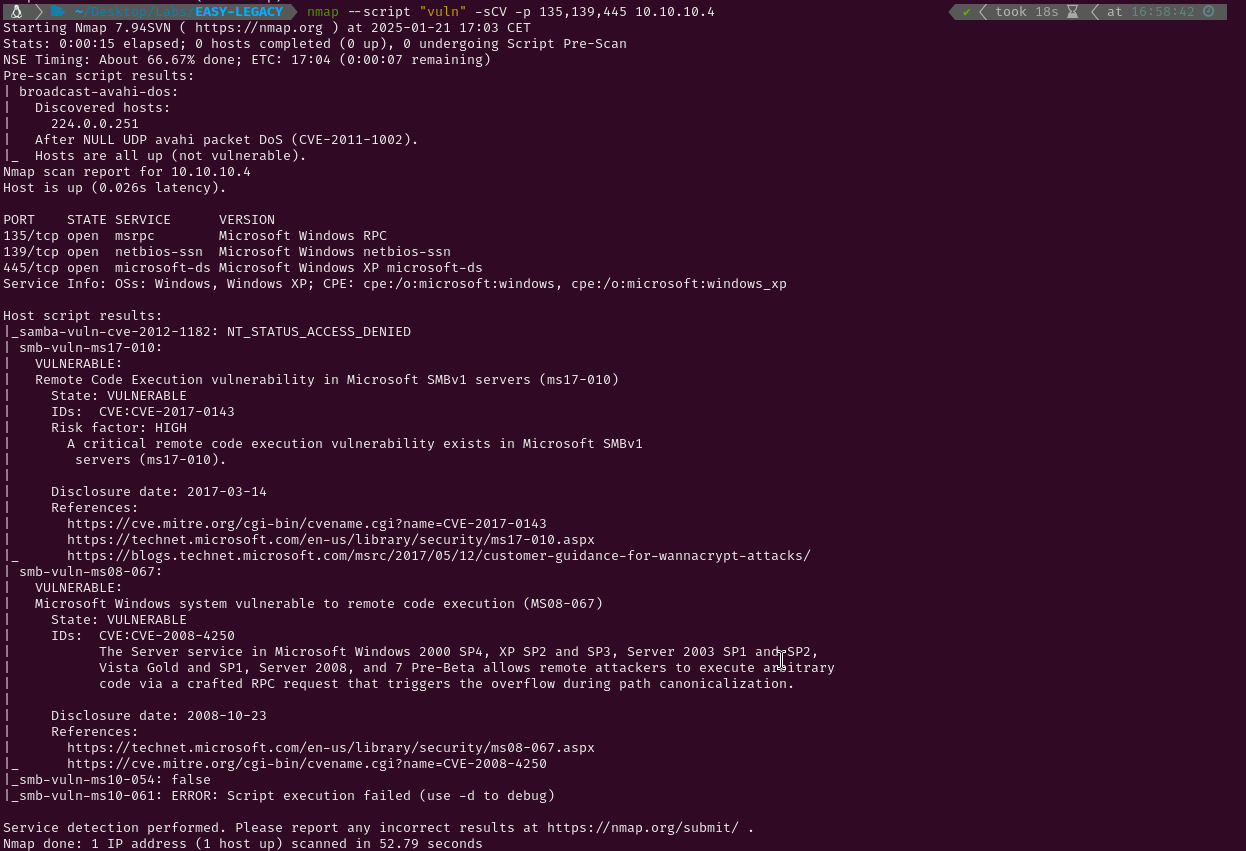 ~/Desktop/Labs/EASY-LEGACY nmap --script "vuln" -sCV -p 135,139,445 10.10.10.4 ✔ took 18s at 16:58:42
Starting Nmap 7.94SVN ( https://nmap.org ) at 2025-01-21 17:03 CET
Stats: 0:00:15 elapsed; 0 hosts completed (0 up), 0 undergoing Script Pre-Scan
NSE Timing: About 66.67% done; ETC: 17:04 (0:00:07 remaining)
Pre-scan script results:
| broadcast-avahi-dos:
|   Discovered hosts:
|     224.0.0.251
|   After NULL UDP avahi packet DoS (CVE-2011-1002).
|_  Hosts are all up (not vulnerable).
Nmap scan report for 10.10.10.4
Host is up (0.026s latency).
PORT    STATE SERVICE      VERSION
135/tcp open  msrpc        Microsoft Windows RPC
139/tcp open  netbios-ssn  Microsoft Windows netbios-ssn
445/tcp open  microsoft-ds Microsoft Windows XP microsoft-ds
Service Info: OSs: Windows, Windows XP; CPE: cpe:/o:microsoft:windows, cpe:/o:microsoft:windows_xp
Host script results:
|_samba-vuln-cve-2012-1182: NT_STATUS_ACCESS_DENIED
| smb-vuln-ms17-010:
|   VULNERABLE:
|   Remote Code Execution vulnerability in Microsoft SMBv1 servers (ms17-010)
|     State: VULNERABLE
|     IDs:  CVE:CVE-2017-0143
|     Risk factor: HIGH
|       A critical remote code execution vulnerability exists in Microsoft SMBv1
|        servers (ms17-010).
|
|     Disclosure date: 2017-03-14
|     References:
|       https://cve.mitre.org/cgi-bin/cvename.cgi?name=CVE-2017-0143
|       https://technet.microsoft.com/en-us/library/security/ms17-010.aspx
|_      https://blogs.technet.microsoft.com/msrc/2017/05/12/customer-guidance-for-wannacrypt-attacks/
| smb-vuln-ms08-067:
|   VULNERABLE:
|   Microsoft Windows system vulnerable to remote code execution (MS08-067)
|     State: VULNERABLE
|     IDs:  CVE:CVE-2008-4250
|           The Server service in Microsoft Windows 2000 SP4, XP SP2 and SP3, Server 2003 SP1 and SP2,
|           Vista Gold and SP1, Server 2008, and 7 Pre-Beta allows remote attackers to execute arbitrary
|           code via a crafted RPC request that triggers the overflow during path canonicalization.
|
|     Disclosure date: 2008-10-23
|     References:
|       https://technet.microsoft.com/en-us/library/security/ms08-067.aspx
|_      https://cve.mitre.org/cgi-bin/cvename.cgi?name=CVE-2008-4250
|_smb-vuln-ms10-054: false
|_smb-vuln-ms10-061: ERROR: Script execution failed (use -d to debug)
Service detection performed. Please report any incorrect results at https://nmap.org/submit/ .
Nmap done: 1 IP address (1 host up) scanned in 52.79 seconds